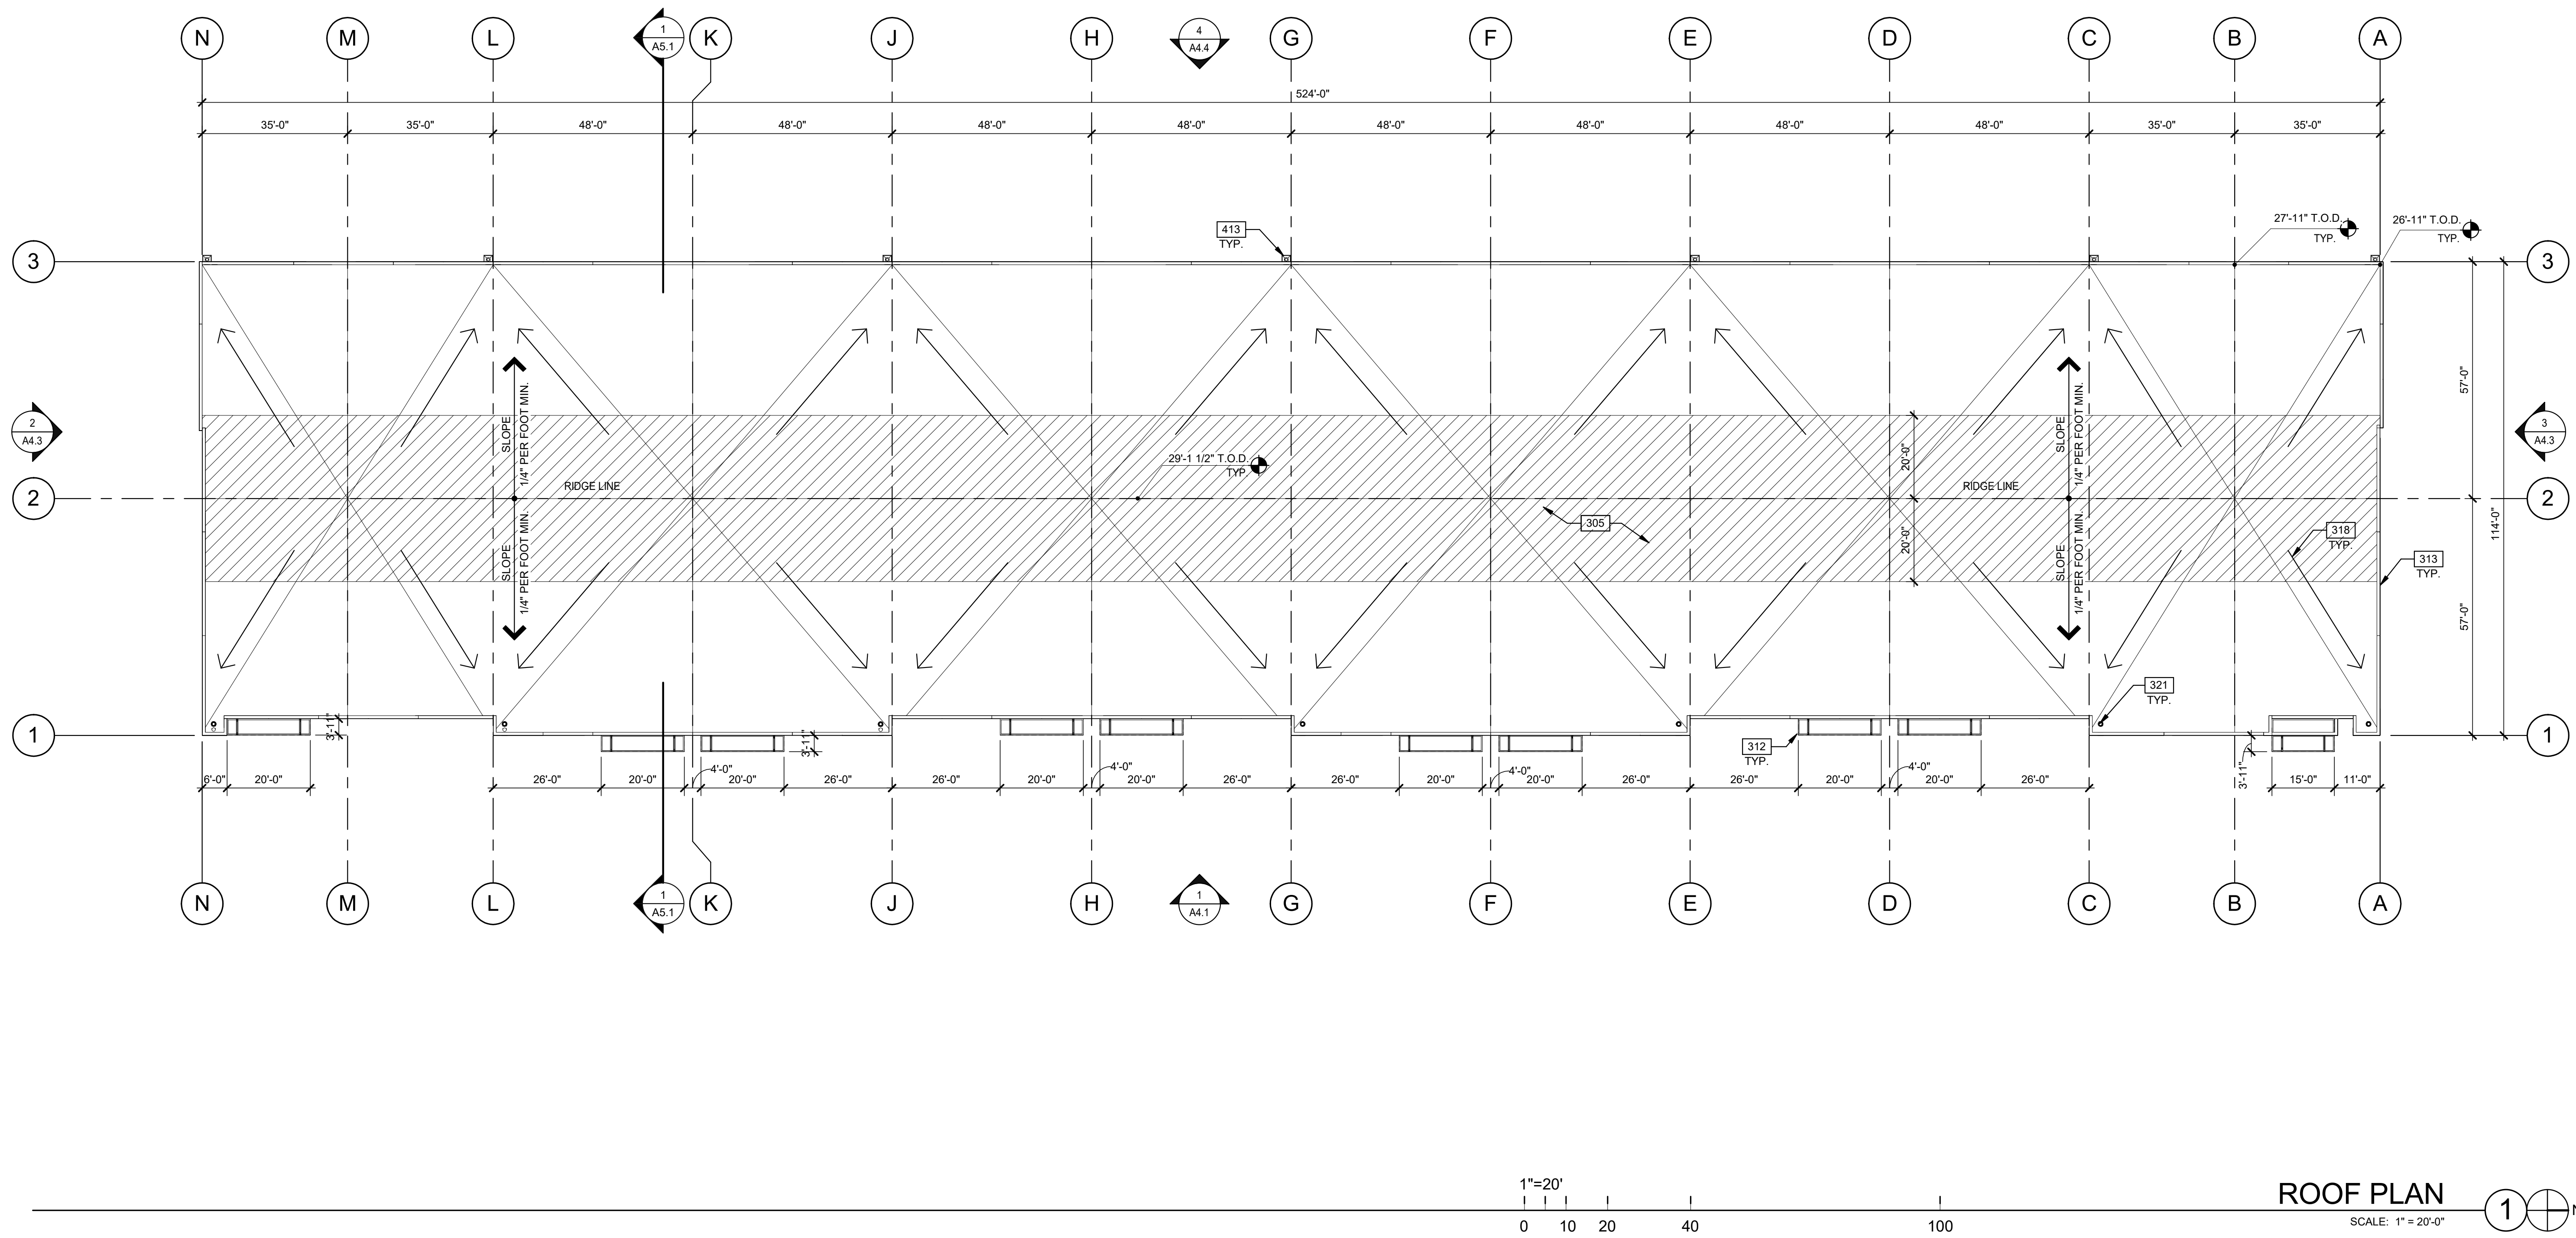 N M L 1 A5.1 K J H 4 A4.4 G F E D C B A
524'-0"
35'-0" 35'-0" 48'-0" 48'-0" 48'-0" 48'-0" 48'-0" 48'-0" 48'-0" 48'-0" 35'-0" 35'-0"
27'-11" T.O.D.
TYP.
26'-11" T.O.D.
TYP.
413
TYP.
3 3
57'-0"
SLOPE
1/4" PER FOOT MIN.
SLOPE
1/4" PER FOOT MIN.
2
A4.3
3
A4.3
20'-0"
29'-1 1/2" T.O.D.
TYP
RIDGE LINE RIDGE LINE
2 2
114'-0"
305
318
TYP.
313
TYP.
20'-0"
SLOPE
1/4" PER FOOT MIN.
SLOPE
1/4" PER FOOT MIN.
57'-0"
321
TYP.
1 1
3'-11"
3'-11"
312
TYP.
3'-11"
6'-0" 20'-0" 26'-0" 20'-0" 4'-0" 20'-0" 26'-0" 26'-0" 20'-0" 4'-0" 20'-0" 26'-0" 26'-0" 20'-0" 4'-0" 20'-0" 26'-0" 26'-0" 20'-0" 4'-0" 20'-0" 26'-0" 15'-0" 11'-0"
N M L 1 A5.1 K J H 1 A4.1 G F E D C B A
1"=20'
0 10 20 40 100
ROOF PLAN
SCALE: 1" = 20'-0"
1